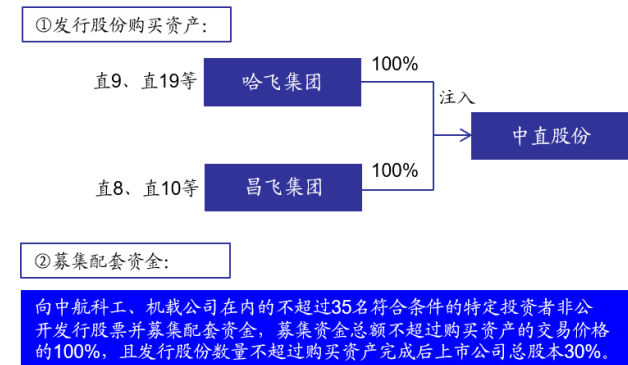 ①发行股份购买资产：
直9、直19等
哈飞集团
100%
注入
中直股份
直8、直10等
昌飞集团
100%
②募集配套资金：
向中航科工、机载公司在内的不超过35名符合条件的特定投资者非公
开发行股票并募集配套资金，募集资金总额不超过购买资产的交易价格
的100%，且发行股份数量不超过购买资产完成后上市公司总股本30%。